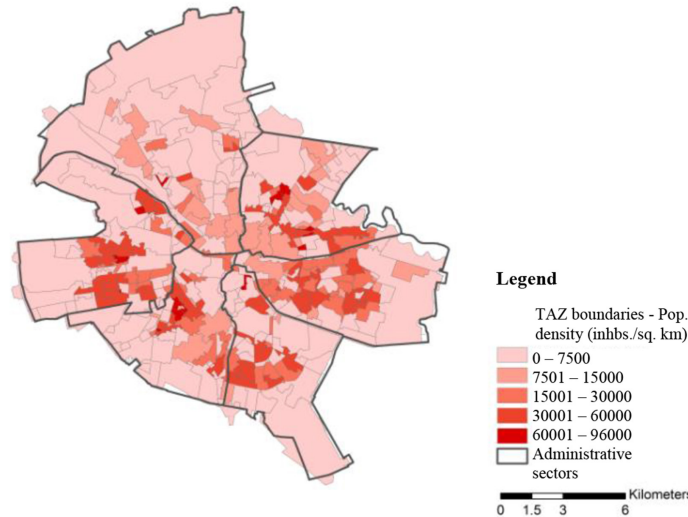 Legend
TAZ boundaries - Pop.
density (inhbs./sq. km)
0 – 7500
7501 – 15000
15001 – 30000
30001 – 60000
60001 – 96000
Administrative
sectors
Kilometers
0 1.5 3 6